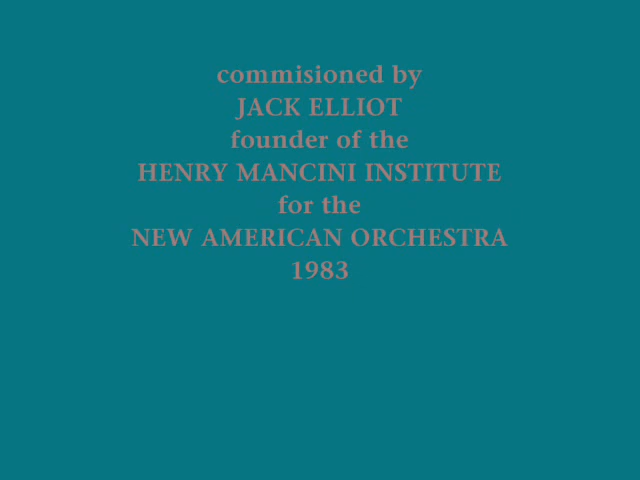 commisioned by
JACK ELLIOT
founder of the
HENRY MANCINI INSTITUTE
for the
NEW AMERICAN ORCHESTRA
1983